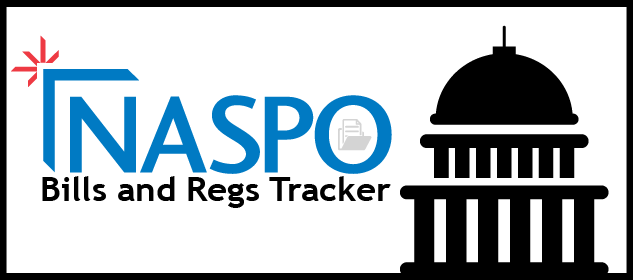 NASPO
Bills and Regs Tracker